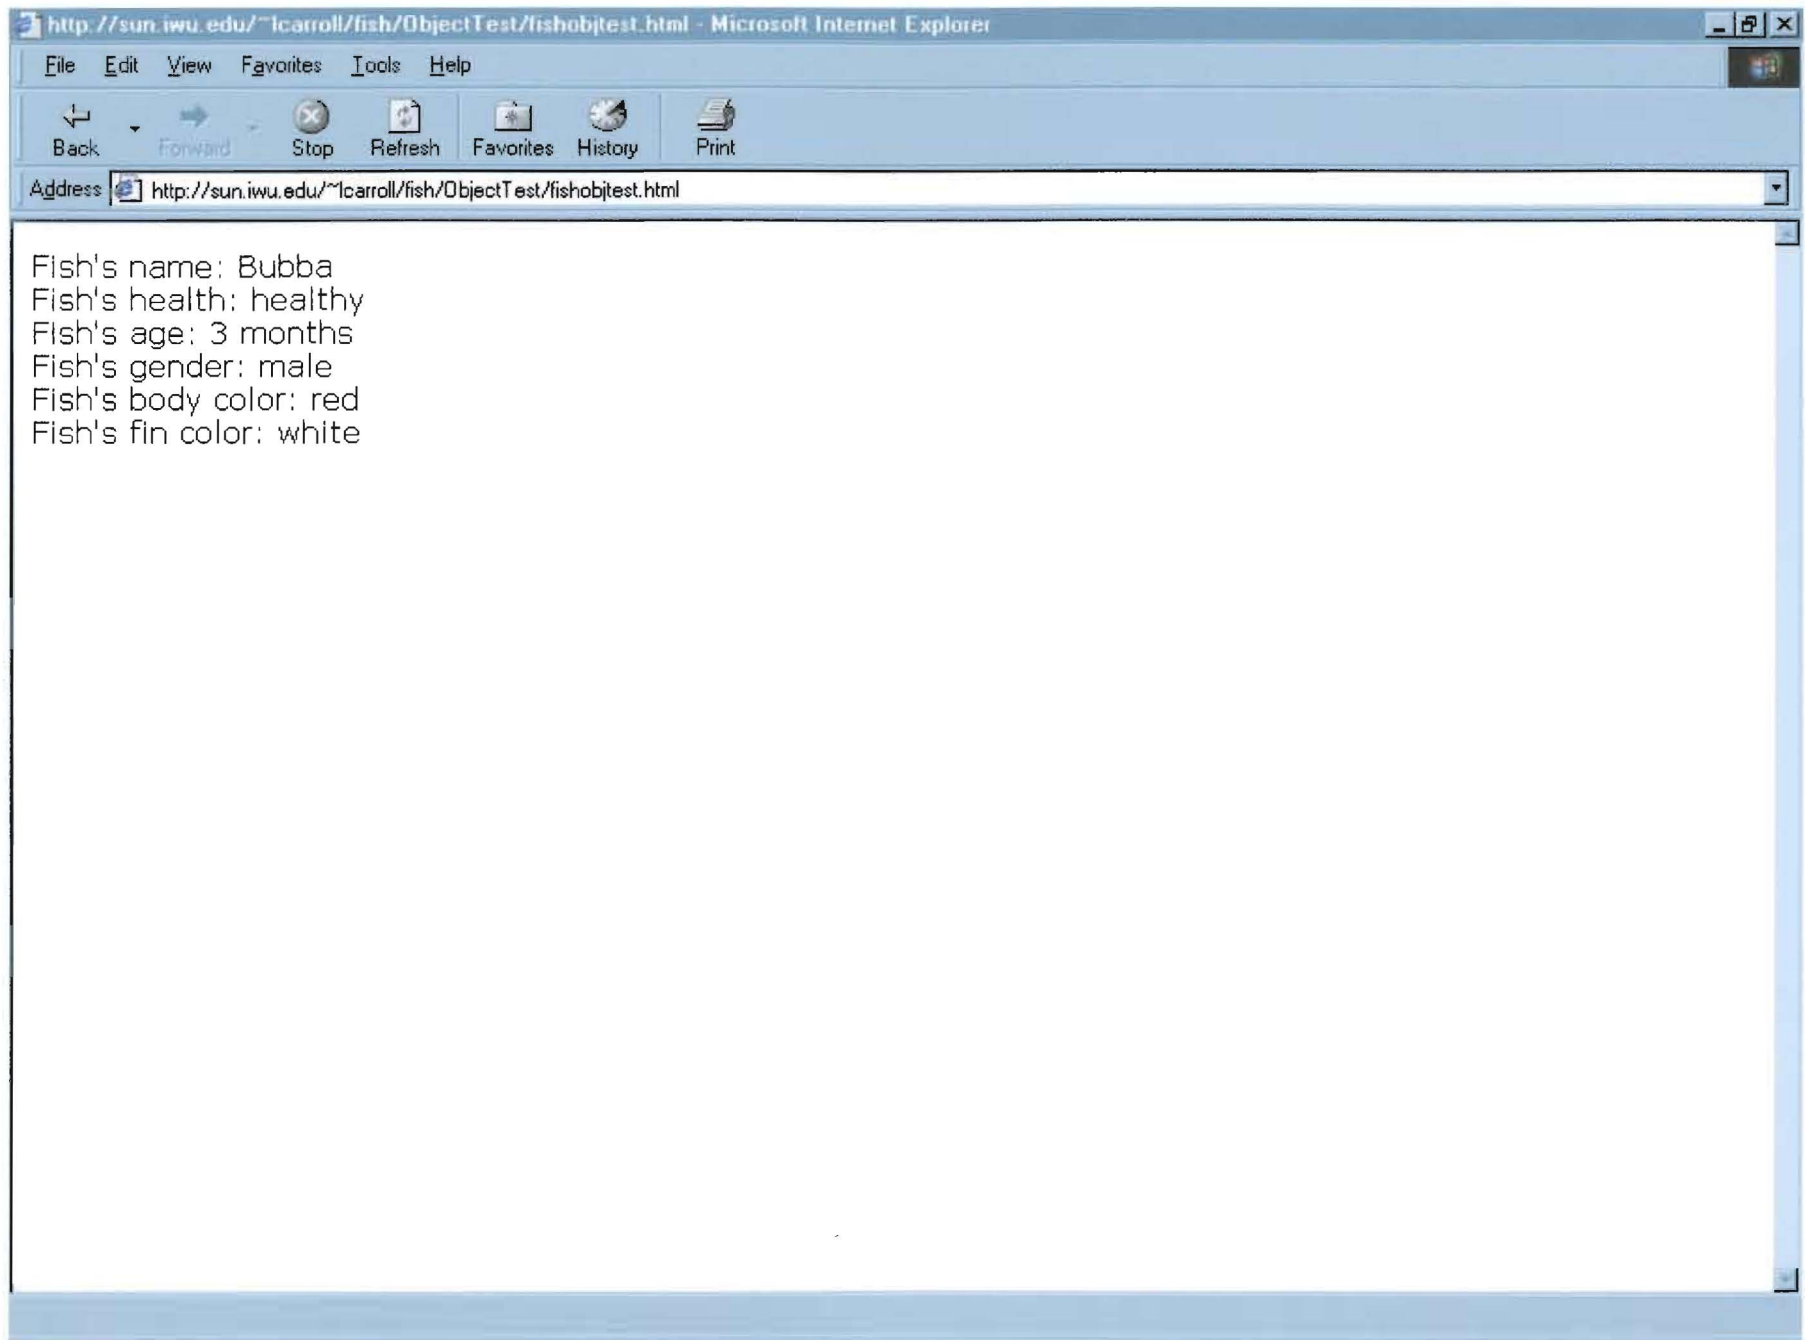 http://sun.iwu.edu/~lcarroll/fish/ObjectTest/fishobjtest.html - Microsoft Internet Explorer
File Edit View Favorites Tools Help
Back Forward Stop Refresh Favorites History Print
Address http://sun.iwu.edu/~lcarroll/fish/ObjectTest/fishobjtest.html
Fish's name: Bubba
Fish's health: healthy
Fish's age: 3 months
Fish's gender: male
Fish's body color: red
Fish's fin color: white